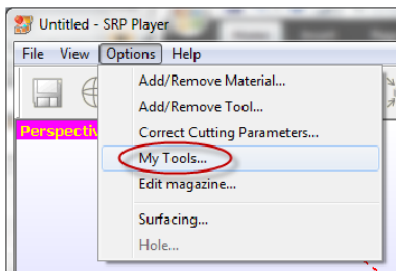 Untitled - SRP Player
File View Options Help
Add/Remove Material...
Add/Remove Tool...
Perspectiv
Correct Cutting Parameters...
My Tools...
Edit magazine...
Surfacing...
Hole...